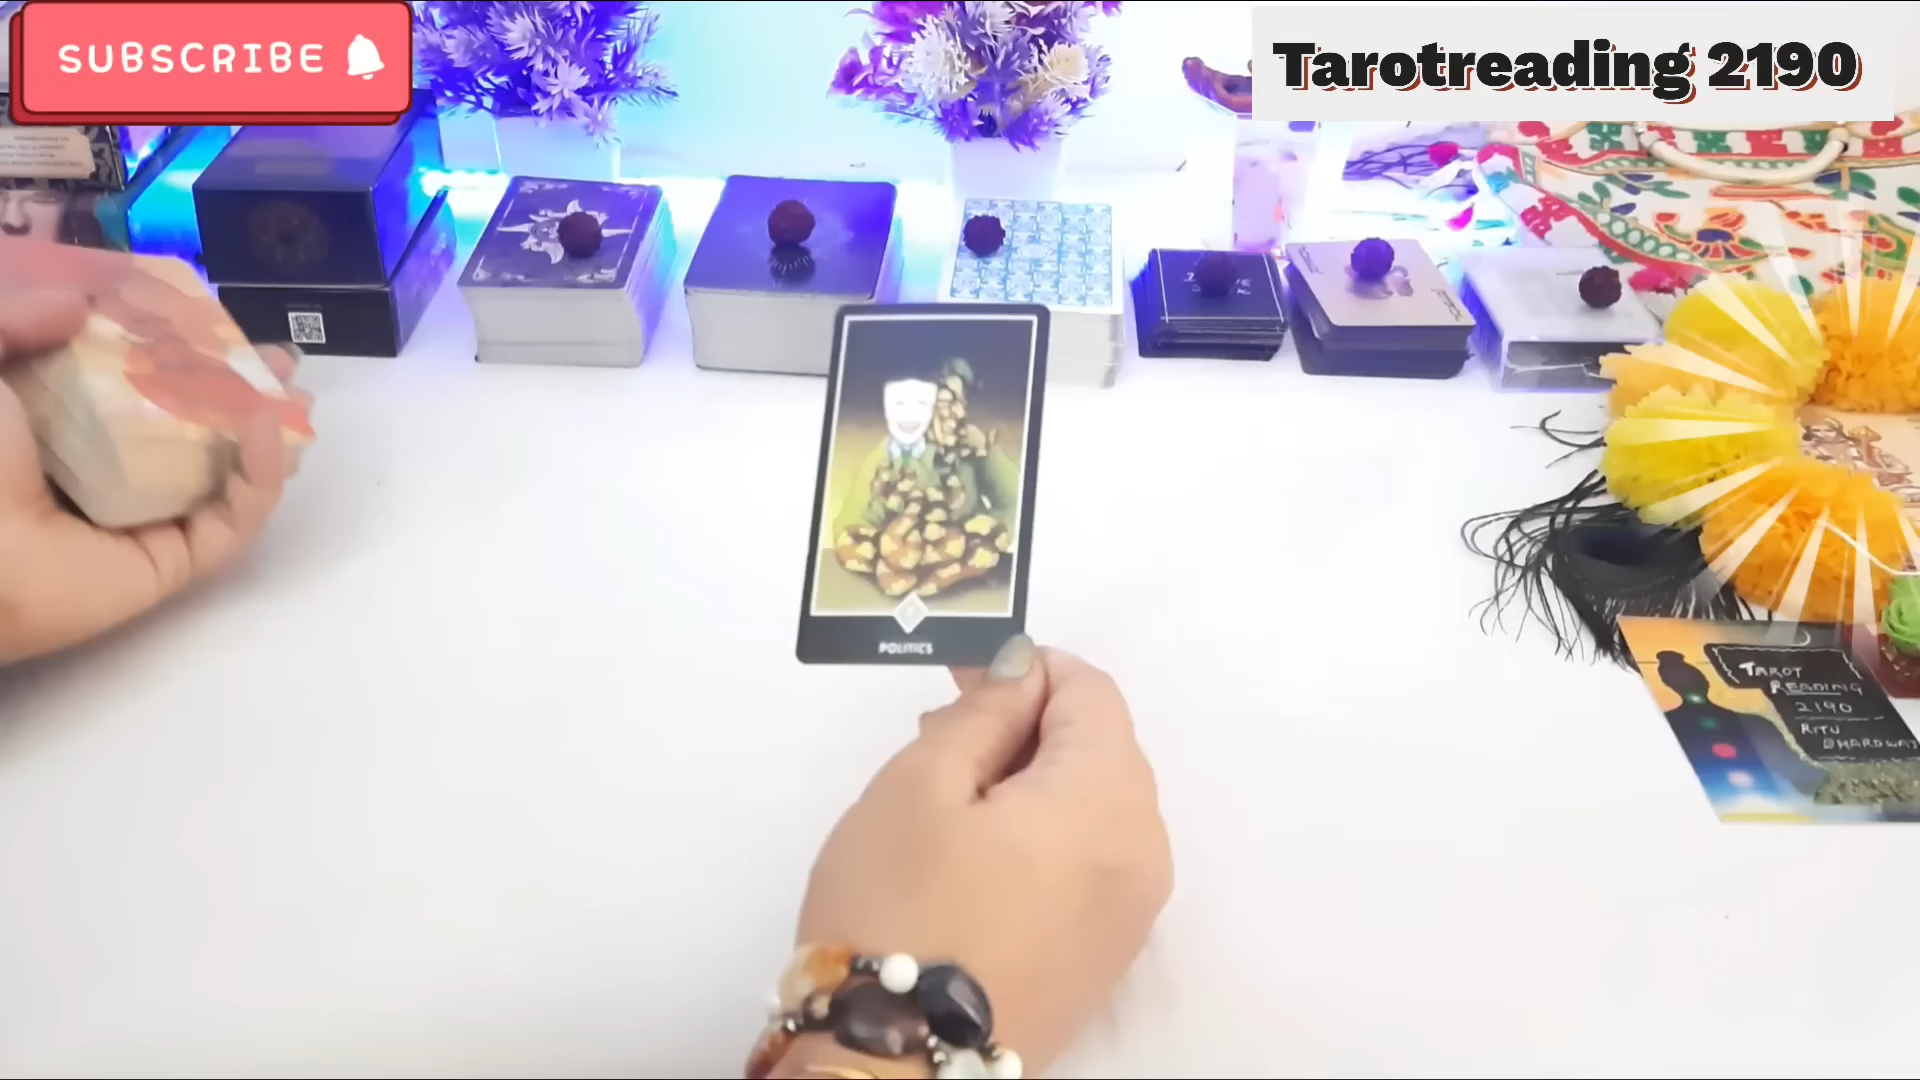 SUBSCRIBE
Tarotreading 2190
POLITICS
TAROT
READING
2190
RITU
BHARDWAJ